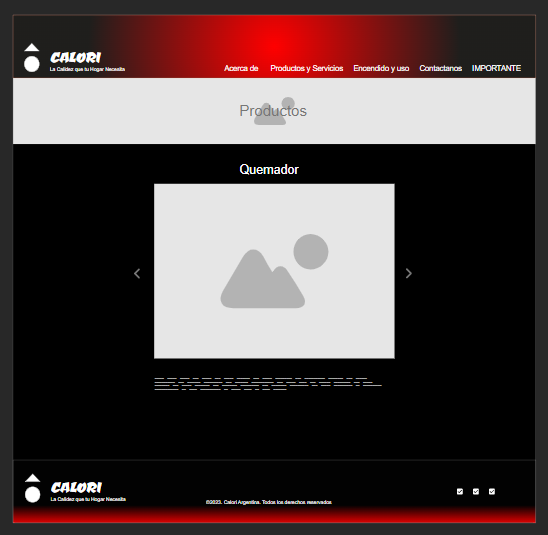 CALORI
La Calidez que tu Hogar Necesita
Acerca de Productos y Servicios Encendido y uso Contactanos IMPORTANTE
Productos
Quemador
CALORI
La Calidez que tu Hogar Necesita
©2023. Calori Argentina. Todos los derechos reservados